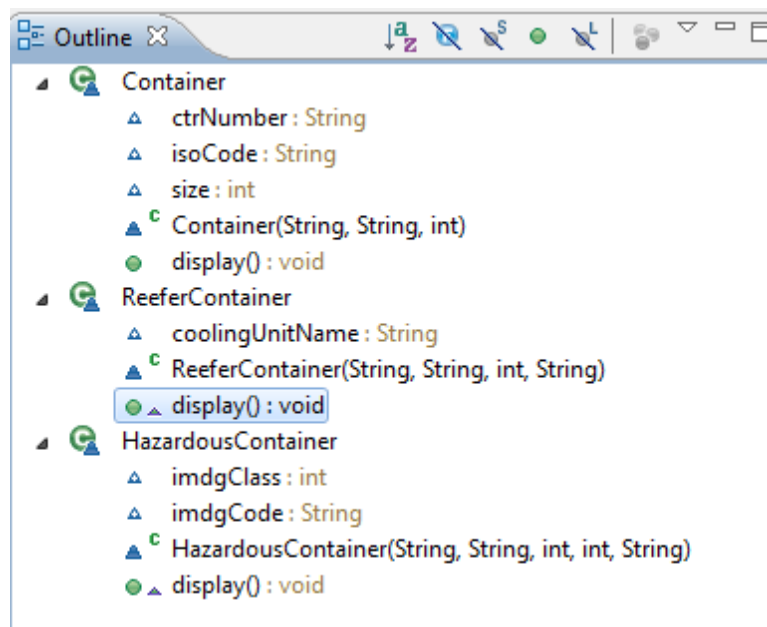 Outline
Container
ctrNumber : String
isoCode : String
size : int
Container(String, String, int)
display() : void
ReeferContainer
coolingUnitName : String
ReeferContainer(String, String, int, String)
display() : void
HazardousContainer
imdgClass : int
imdgCode : String
HazardousContainer(String, String, int, int, String)
display() : void